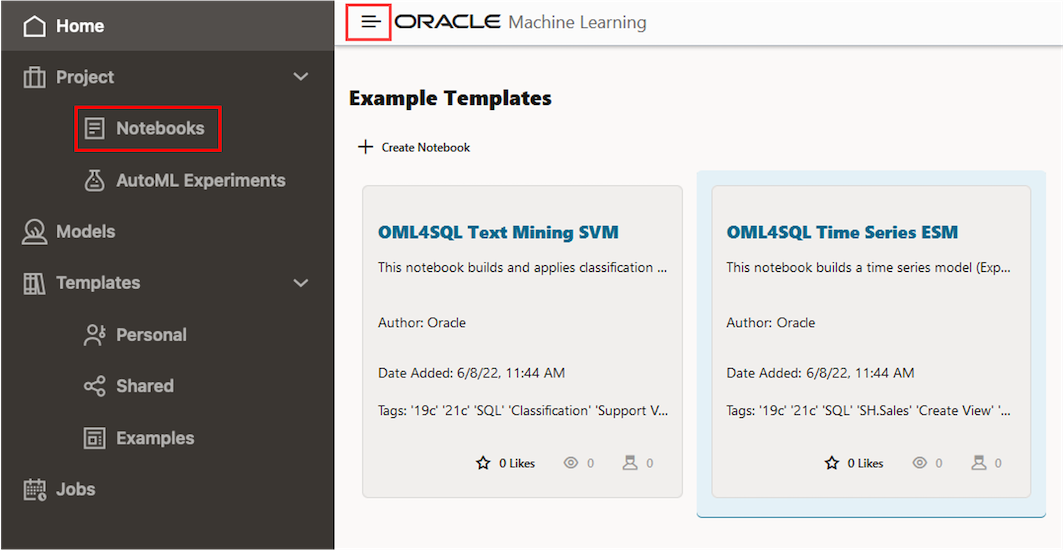 Home
Project
Notebooks
AutoML Experiments
Models
Templates
Personal
Shared
Examples
Jobs
ORACLE Machine Learning
Example Templates
Create Notebook
OML4SQL Text Mining SVM
This notebook builds and applies classification ...
Author: Oracle
Date Added: 6/8/22, 11:44 AM
Tags: '19c' '21c' 'SQL' 'Classification' 'Support V...
0 Likes 0 0
OML4SQL Time Series ESM
This notebook builds a time series model (Exp...
Author: Oracle
Date Added: 6/8/22, 11:44 AM
Tags: '19c' '21c' 'SQL' 'SH.Sales' 'Create View' '...
0 Likes 0 0